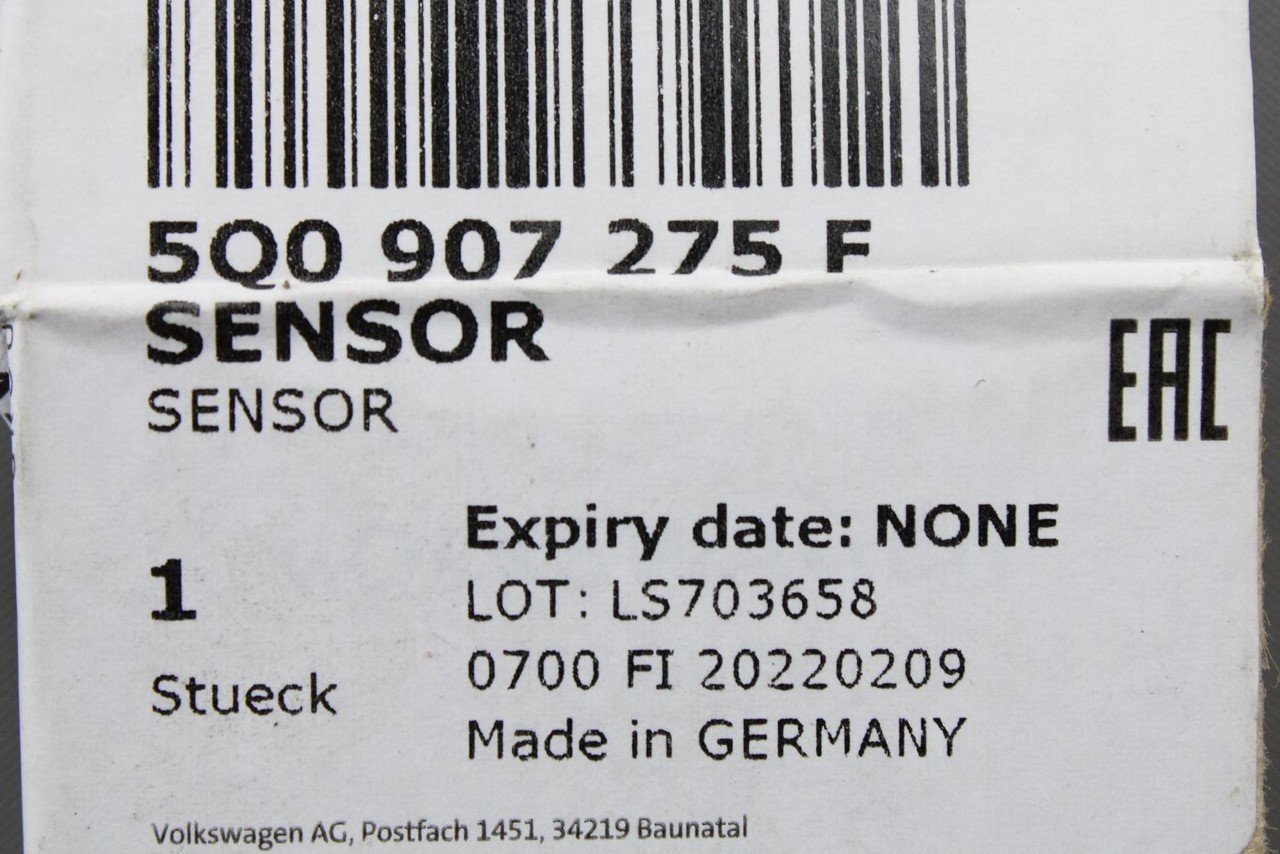 5Q0 907 275 F
SENSOR
SENSOR
EAC
Expiry date: NONE
1
LOT: LS703658
0700 FI 20220209
Stueck
Made in GERMANY
Volkswagen AG, Postfach 1451, 34219 Baunatal